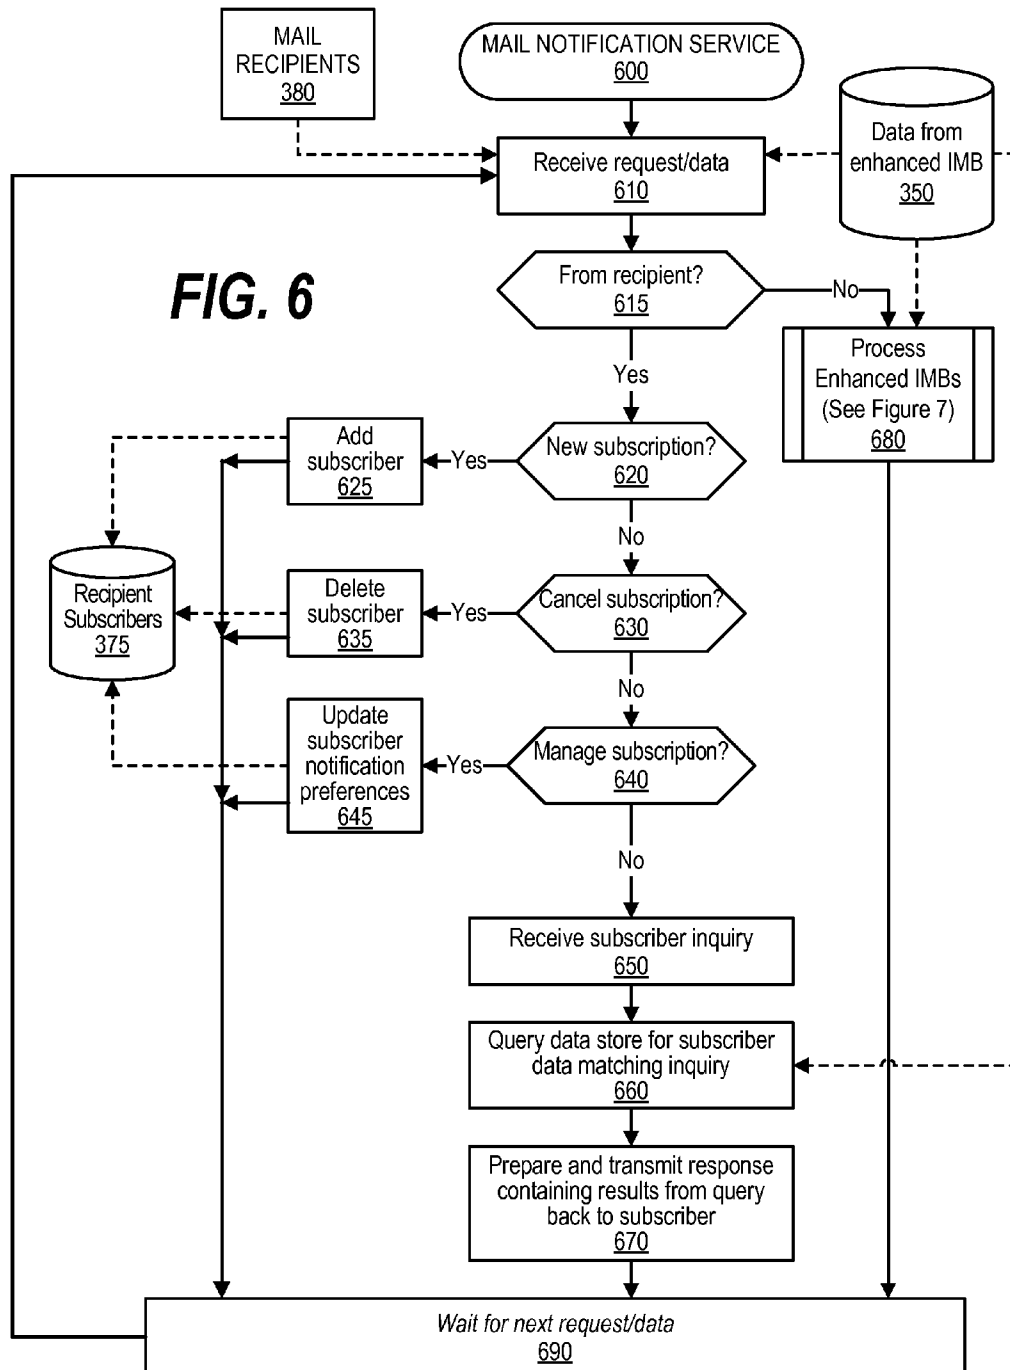 MAIL
RECIPIENTS
380
MAIL NOTIFICATION SERVICE
600
Data from
enhanced IMB
350
Receive request/data
610
FIG. 6
From recipient?
615
No
Process
Enhanced IMBs
(See Figure 7)
680
Yes
Add
subscriber
625
Yes
New subscription?
620
No
Recipient
Subscribers
375
Delete
subscriber
635
Yes
Cancel subscription?
630
No
Update
subscriber
notification
preferences
645
Yes
Manage subscription?
640
No
Receive subscriber inquiry
650
Query data store for subscriber
data matching inquiry
660
Prepare and transmit response
containing results from query
back to subscriber
670
Wait for next request/data
690